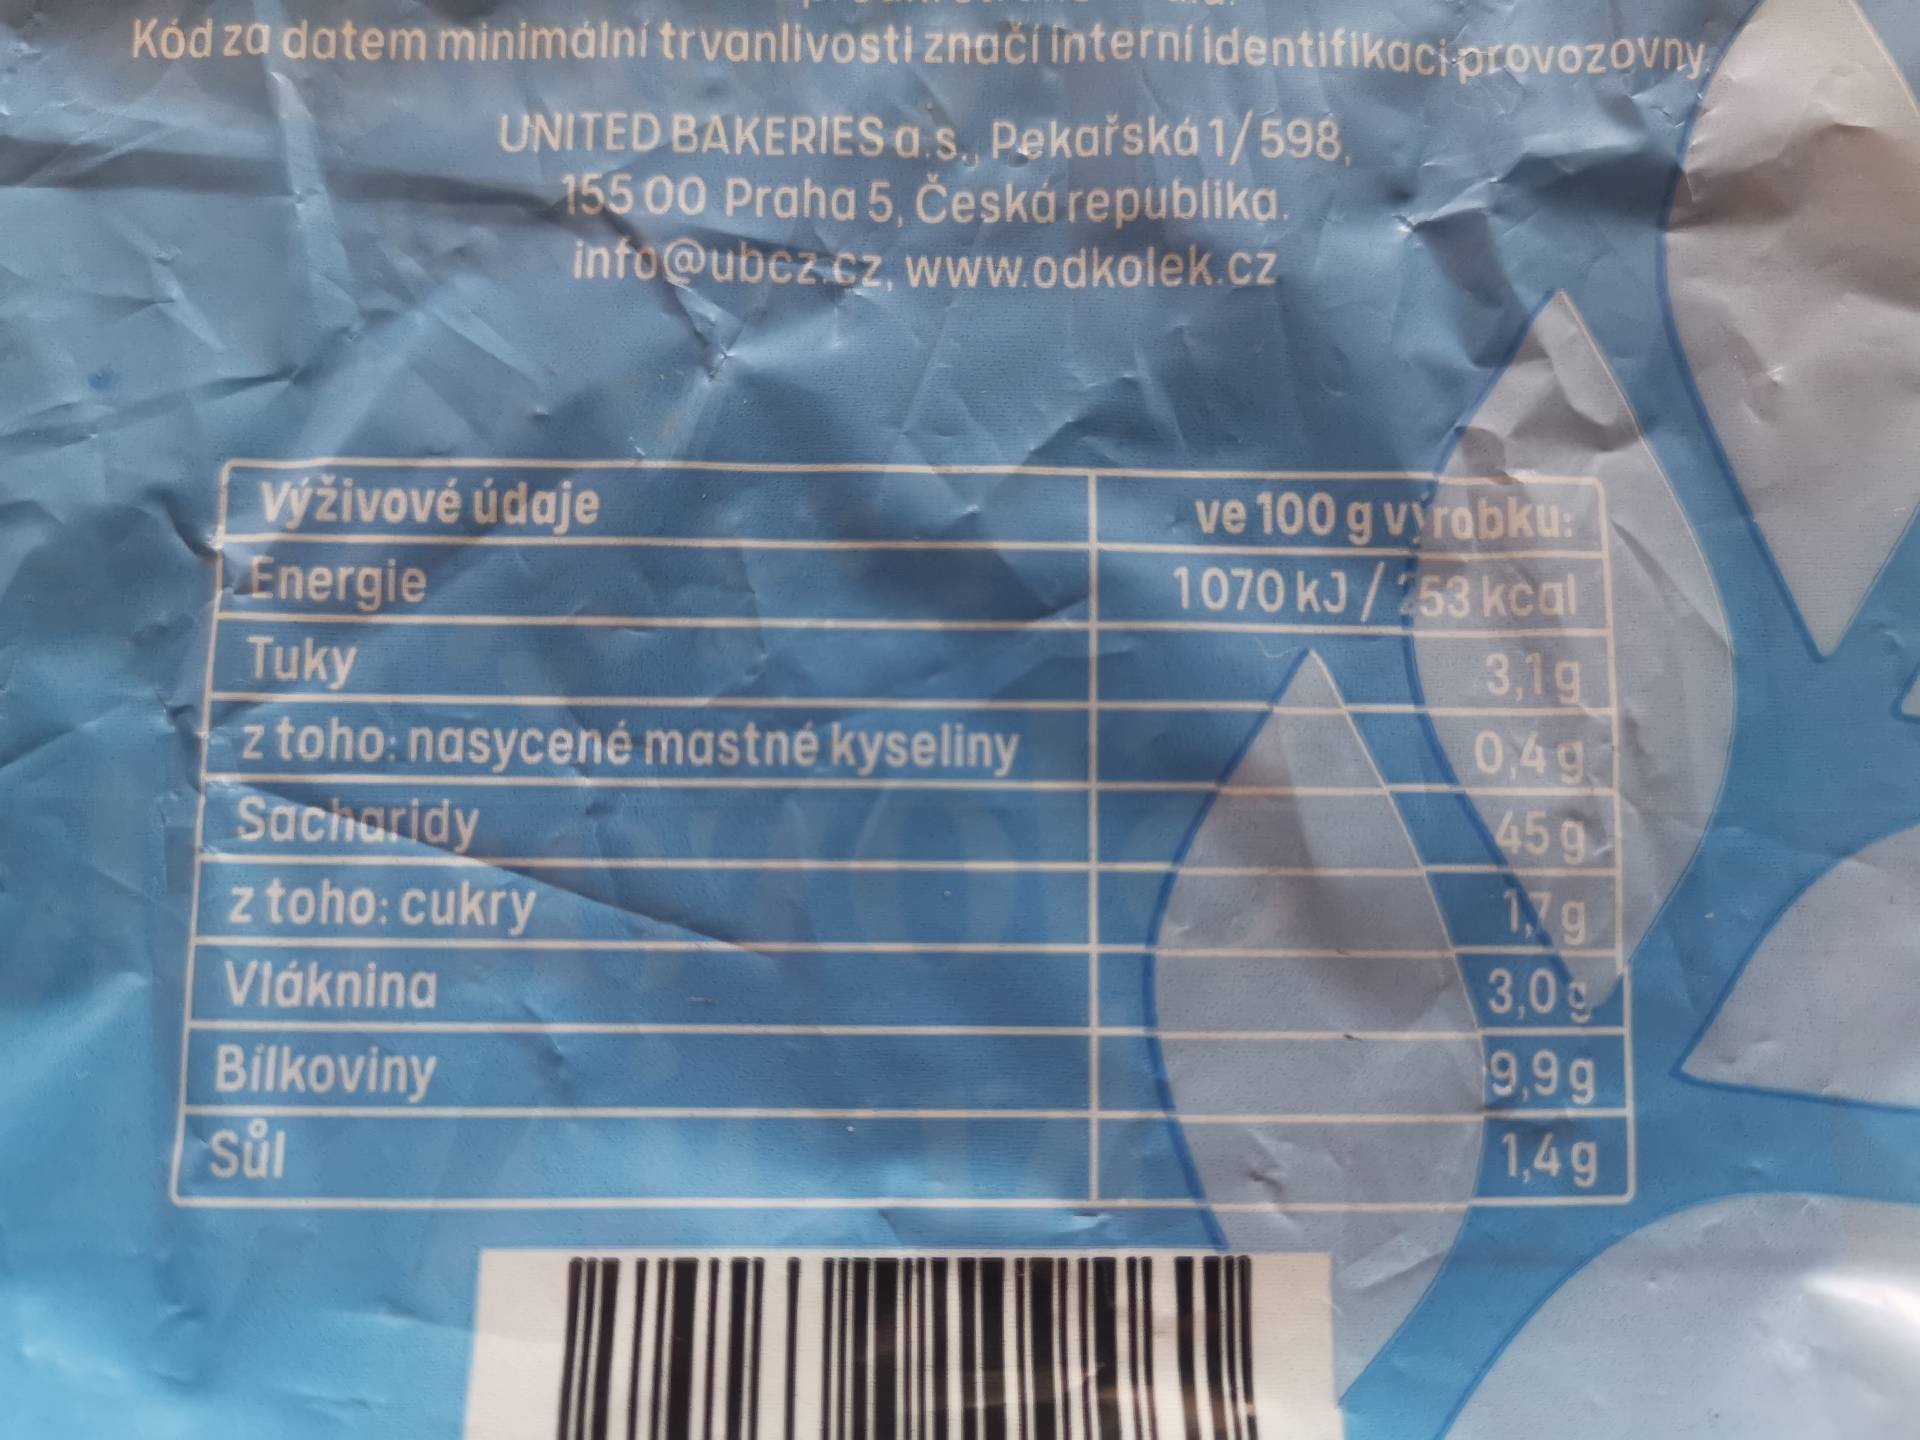 Kód za datem minimální trvanlivosti značí interní identifikaci provozovny.
UNITED BAKERIES a.s., Pekařská 1/598,
155 00 Praha 5, Česká republika.
info@ubcz.cz, www.odkolek.cz
Výživové údaje ve 100 g výrobku:
Energie 1 070 kJ / 253 kcal
Tuky 3,1 g
z toho: nasycené mastné kyseliny 0,4 g
Sacharidy 45 g
z toho: cukry 1,7 g
Vláknina 3,0 g
Bílkoviny 9,9 g
Sůl 1,4 g